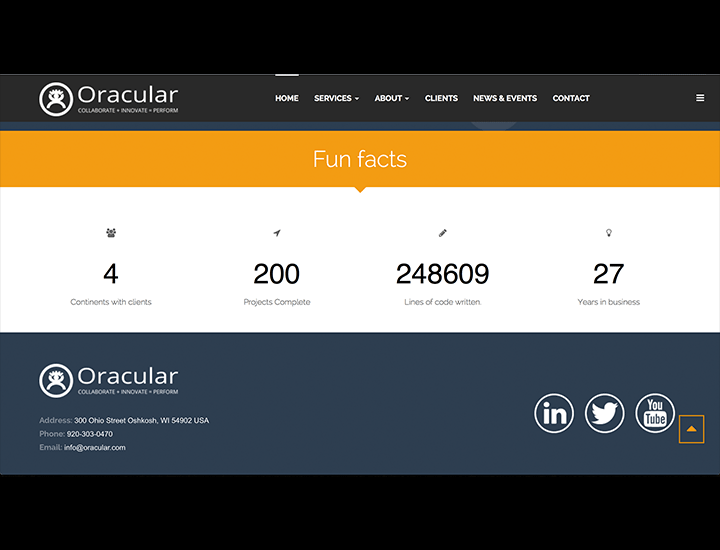 Oracular
COLLABORATE + INNOVATE = PERFORM
HOME SERVICES ABOUT CLIENTS NEWS & EVENTS CONTACT
Fun facts
4 200 248609 27
Continents with clients Projects Complete Lines of code written. Years in business
Oracular
COLLABORATE + INNOVATE = PERFORM
Address: 300 Ohio Street Oshkosh, WI 54902 USA
Phone: 920-303-0470
Email: info@oracular.com
in
You
Tube